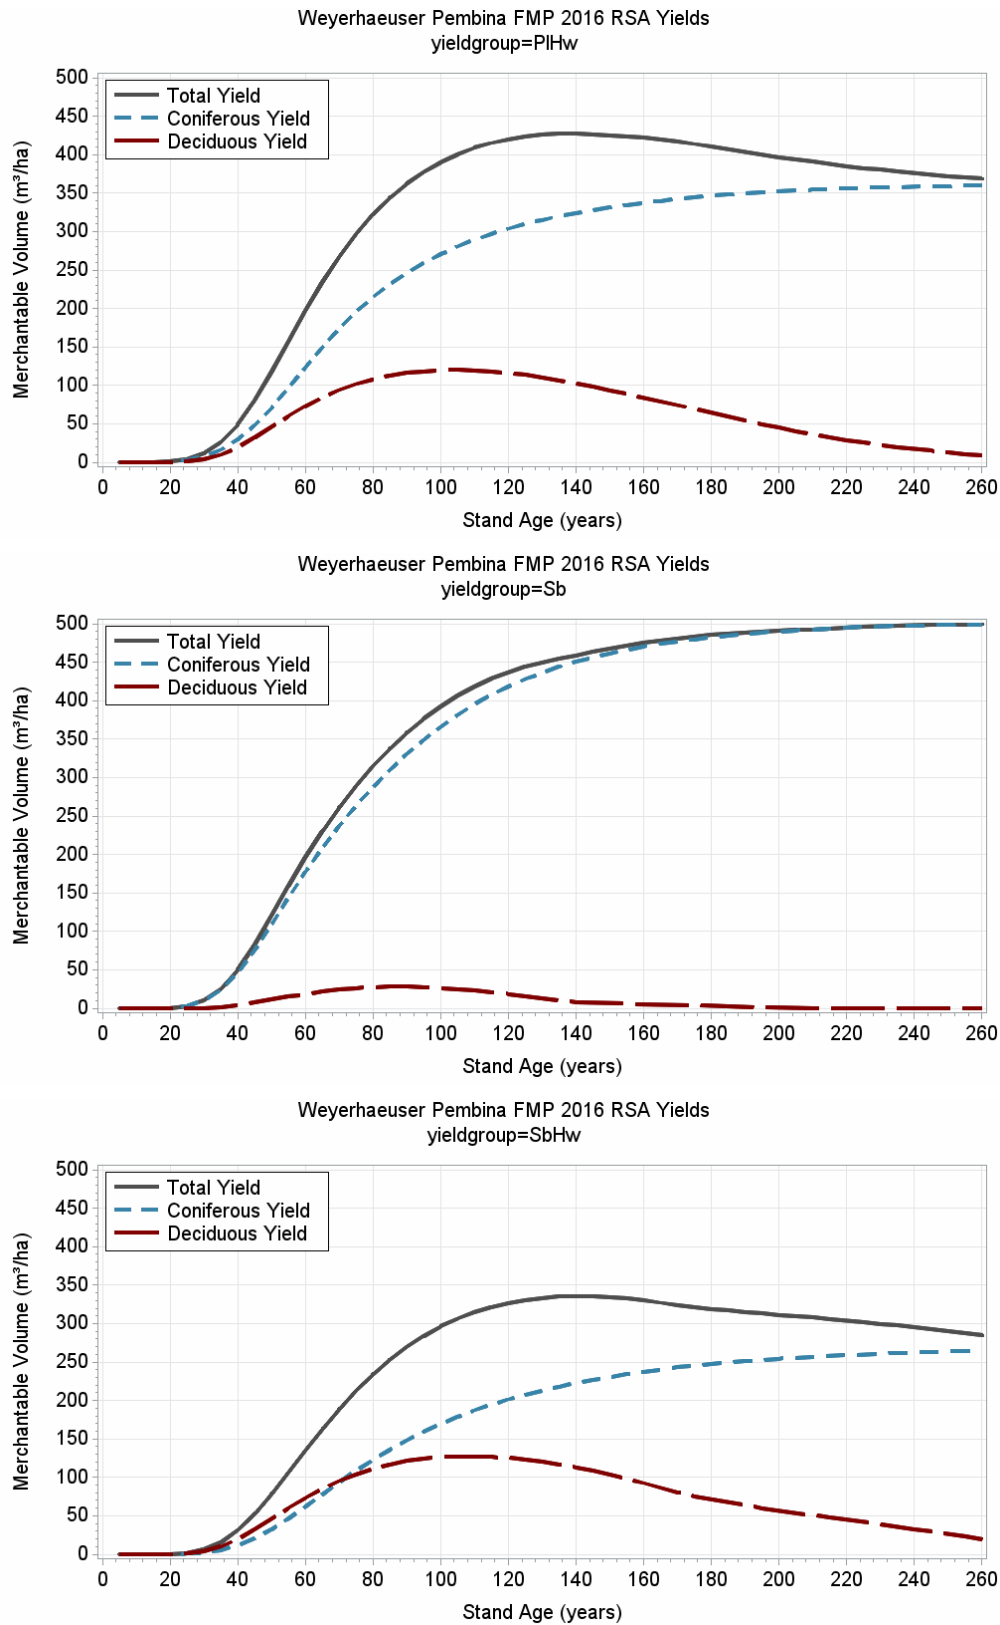 Weyerhaeuser Pembina FMP 2016 RSA Yields
yieldgroup=PlHw
500
450
400
350
300
250
200
150
100
50
0
Merchantable Volume (m³/ha)
Total Yield
Coniferous Yield
Deciduous Yield
0 20 40 60 80 100 120 140 160 180 200 220 240 260
Stand Age (years)
Weyerhaeuser Pembina FMP 2016 RSA Yields
yieldgroup=Sb
500
450
400
350
300
250
200
150
100
50
0
Merchantable Volume (m³/ha)
Total Yield
Coniferous Yield
Deciduous Yield
0 20 40 60 80 100 120 140 160 180 200 220 240 260
Stand Age (years)
Weyerhaeuser Pembina FMP 2016 RSA Yields
yieldgroup=SbHw
500
450
400
350
300
250
200
150
100
50
0
Merchantable Volume (m³/ha)
Total Yield
Coniferous Yield
Deciduous Yield
0 20 40 60 80 100 120 140 160 180 200 220 240 260
Stand Age (years)